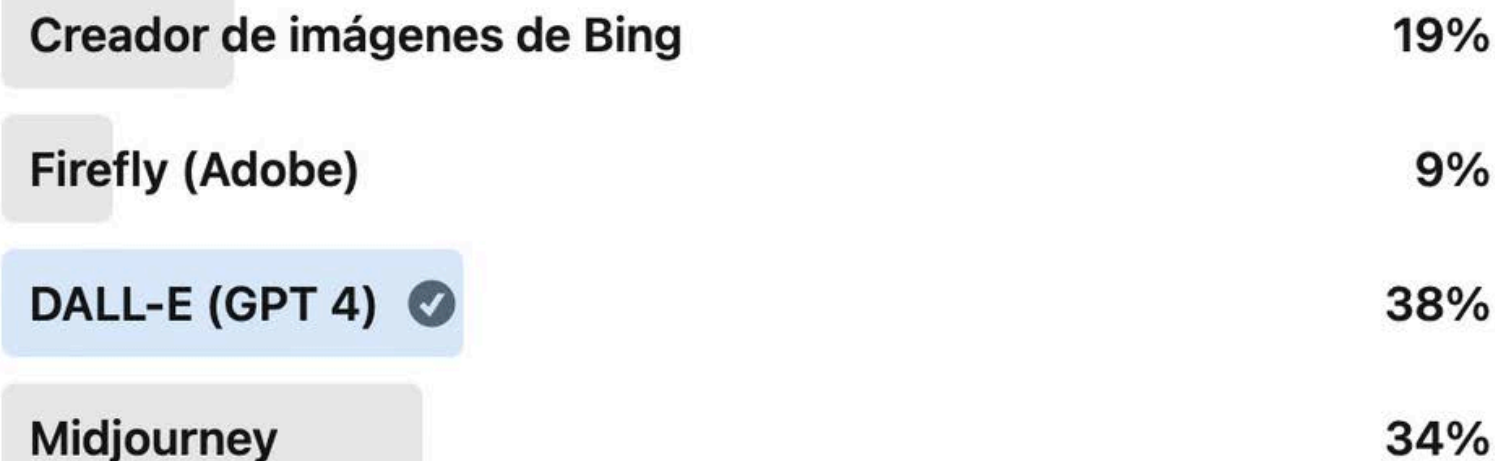 Creador de imágenes de Bing 19%
Firefly (Adobe) 9%
DALL-E (GPT 4) 38%
Midjourney 34%